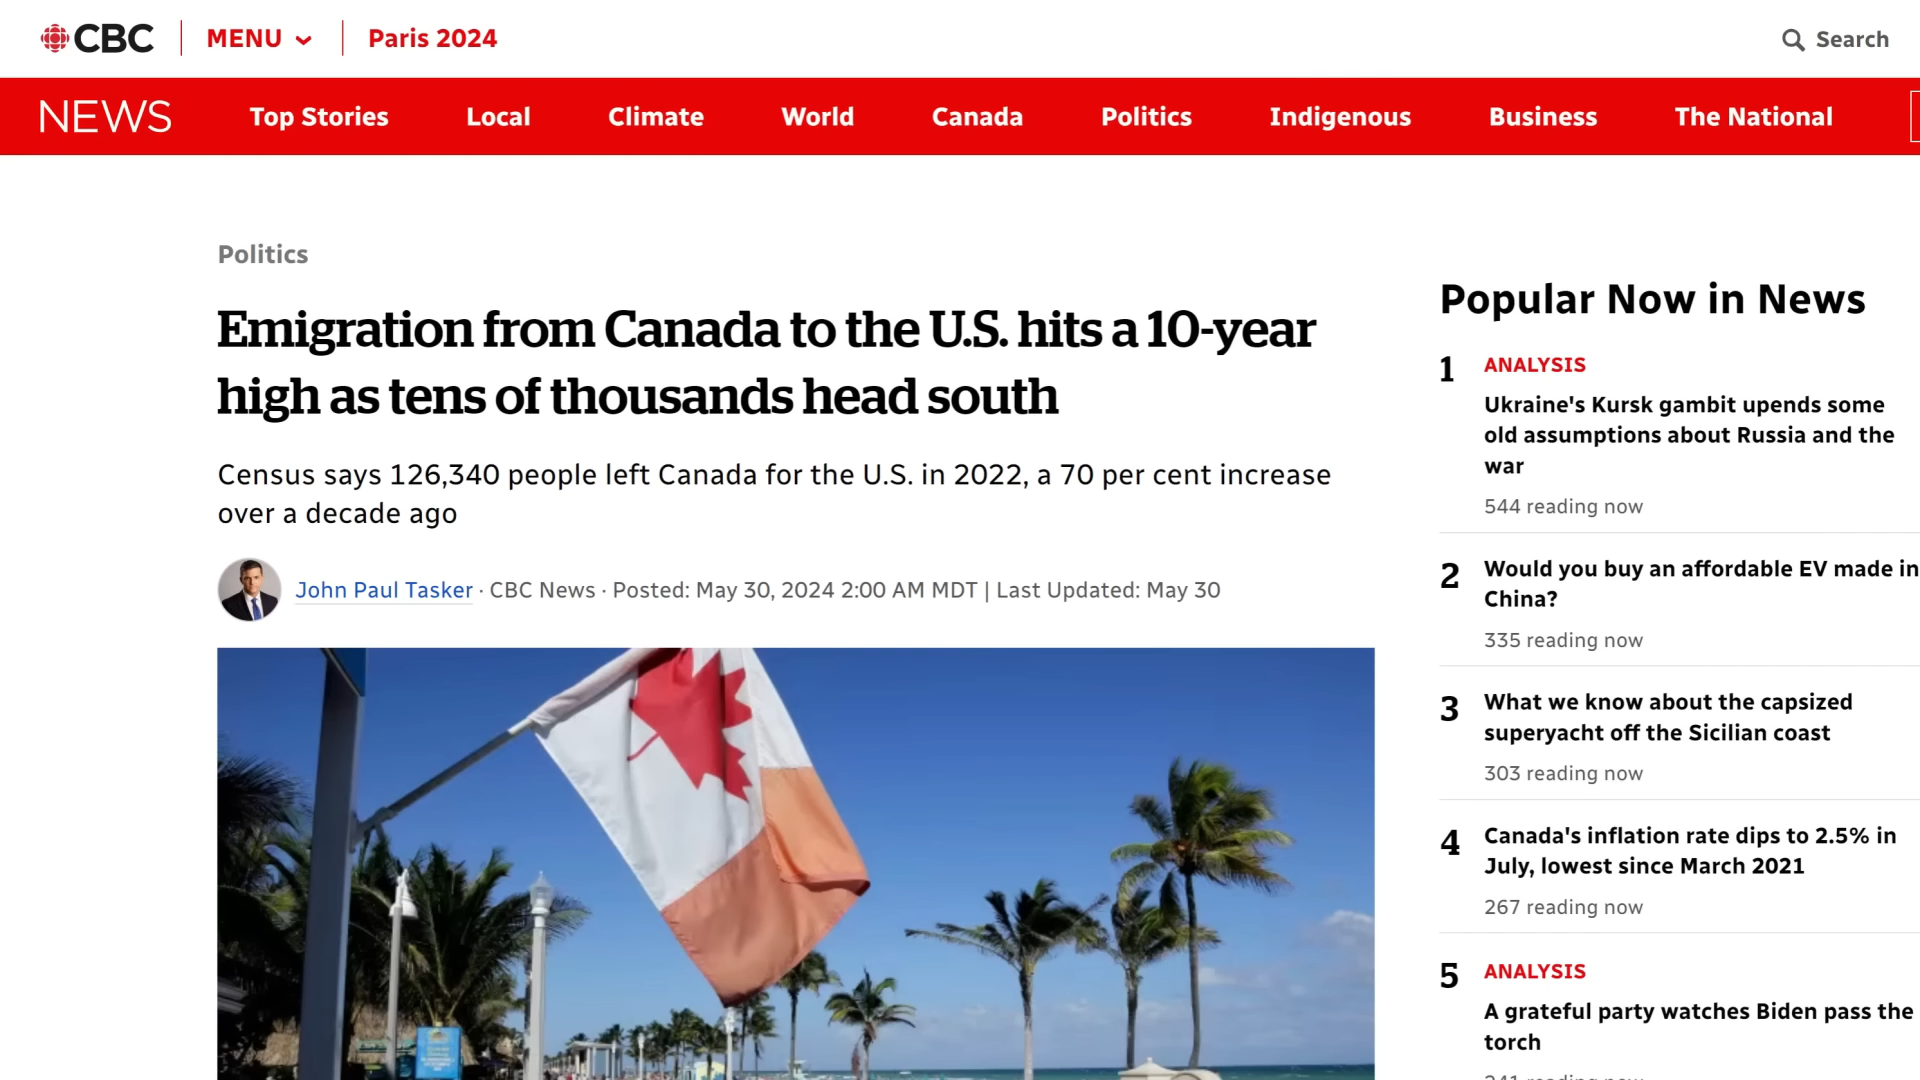 CBC
MENU
Paris 2024
Search
NEWS
Top Stories
Local
Climate
World
Canada
Politics
Indigenous
Business
The National
Politics
Emigration from Canada to the U.S. hits a 10-year
high as tens of thousands head south
Census says 126,340 people left Canada for the U.S. in 2022, a 70 per cent increase
over a decade ago
John Paul Tasker · CBC News · Posted: May 30, 2024 2:00 AM MDT | Last Updated: May 30
Popular Now in News
1
ANALYSIS
Ukraine's Kursk gambit upends some
old assumptions about Russia and the
war
544 reading now
2
Would you buy an affordable EV made in
China?
335 reading now
3
What we know about the capsized
superyacht off the Sicilian coast
303 reading now
4
Canada's inflation rate dips to 2.5% in
July, lowest since March 2021
267 reading now
5
ANALYSIS
A grateful party watches Biden pass the
torch